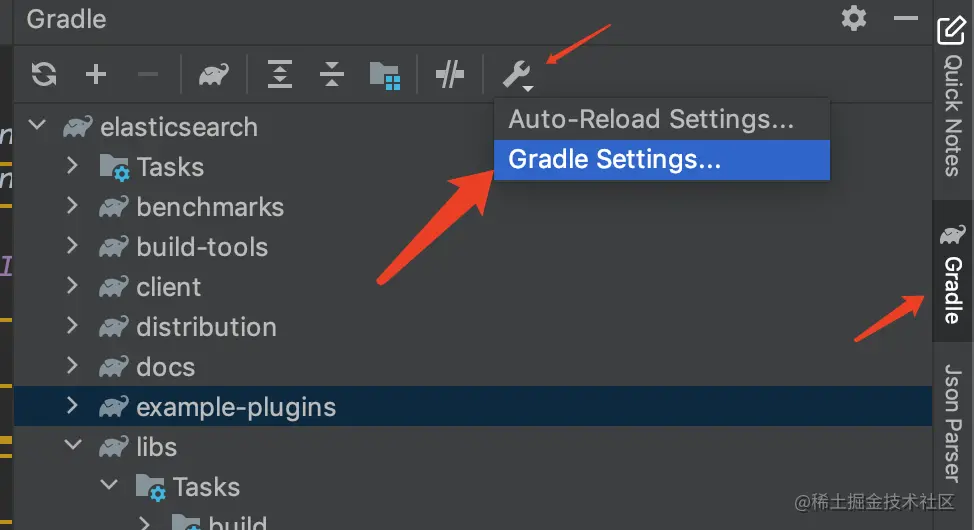 Gradle
Auto-Reload Settings...
Gradle Settings...
elasticsearch
Tasks
benchmarks
build-tools
client
distribution
docs
example-plugins
libs
Tasks
build
Quick Notes
Gradle
Json Parser
@稀土掘金技术社区